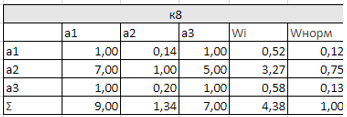 к8
a1 a2 a3 Wi Wнорм
a1 1,00 0,14 1,00 0,52 0,12
a2 7,00 1,00 5,00 3,27 0,75
a3 1,00 0,20 1,00 0,58 0,13
Σ 9,00 1,34 7,00 4,38 1,00